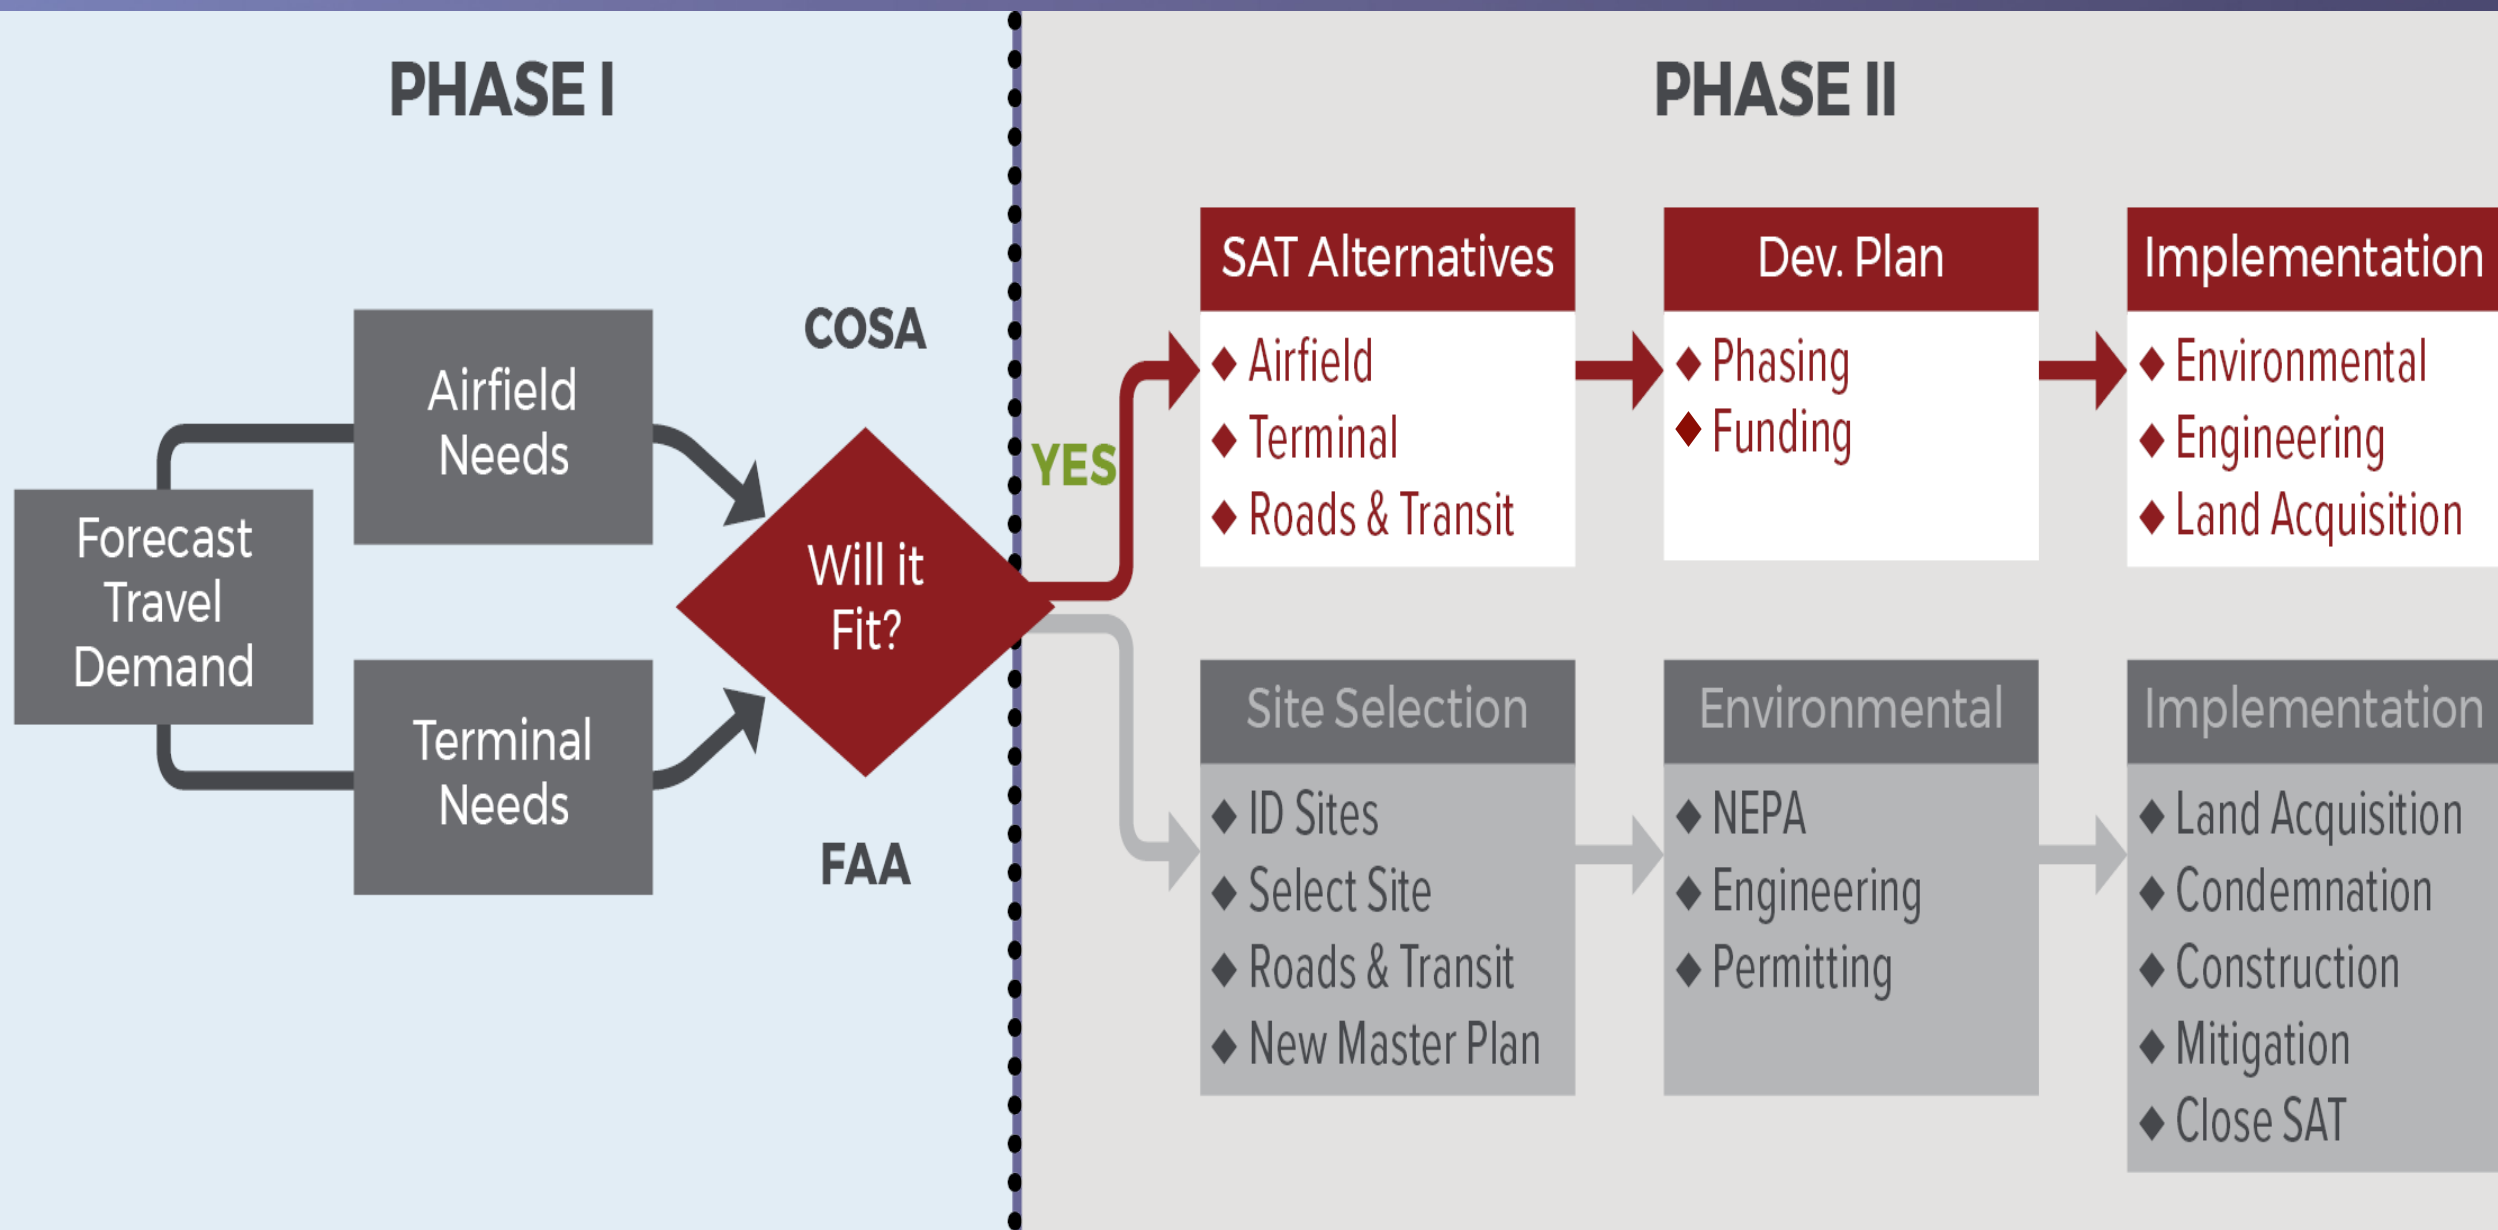 PHASE I
PHASE II
Forecast
Travel
Demand
Airfield
Needs
Terminal
Needs
COSA
Will it
Fit?
FAA
YES
SAT Alternatives
♦ Airfield
♦ Terminal
♦ Roads & Transit
Dev. Plan
♦ Phasing
♦ Funding
Implementation
♦ Environmental
♦ Engineering
♦ Land Acquisition
Site Selection
♦ ID Sites
♦ Select Site
♦ Roads & Transit
♦ New Master Plan
Environmental
♦ NEPA
♦ Engineering
♦ Permitting
Implementation
♦ Land Acquisition
♦ Condemnation
♦ Construction
♦ Mitigation
♦ Close SAT